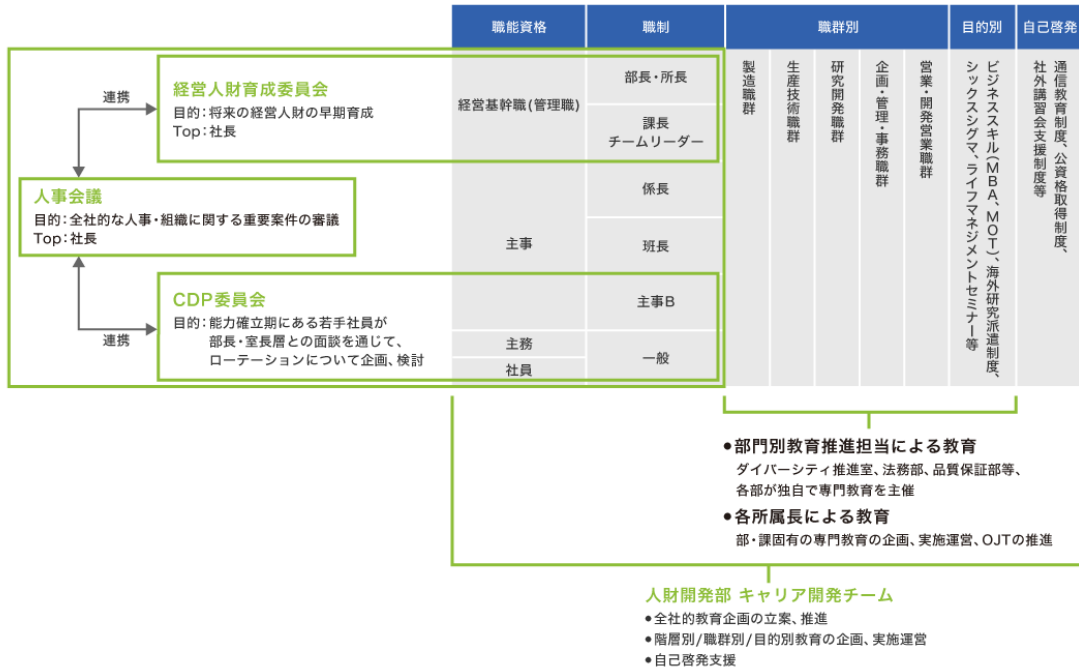 職能資格
職制
職群別
目的別
自己啓発
経営人財育成委員会
目的：将来の経営人財の早期育成
Top：社長
連携
人事会議
目的：全社的な人事・組織に関する重要案件の審議
Top：社長
CDP委員会
目的：能力確立期にある若手社員が
部長・室長層との面談を通じて、
ローテーションについて企画、検討
連携
経営基幹職(管理職)
主事
主務
社員
部長・所長
課長
チームリーダー
係長
班長
主事B
一般
製造職群
生産技術職群
研究開発職群
企画・管理・事務職群
営業・開発営業職群
ビジネススキル(MBA、MOT)、海外研究派遣制度、
シックスシグマ、ライフマネジメントセミナー等
通信教育制度、公資格取得制度、
社外講習会支援制度等
●部門別教育推進担当による教育
ダイバーシティ推進室、法務部、品質保証部等、
各部が独自で専門教育を主催
●各所属長による教育
部・課固有の専門教育の企画、実施運営、OJTの推進
人財開発部 キャリア開発チーム
●全社的教育企画の立案、推進
●階層別/職群別/目的別教育の企画、実施運営
●自己啓発支援